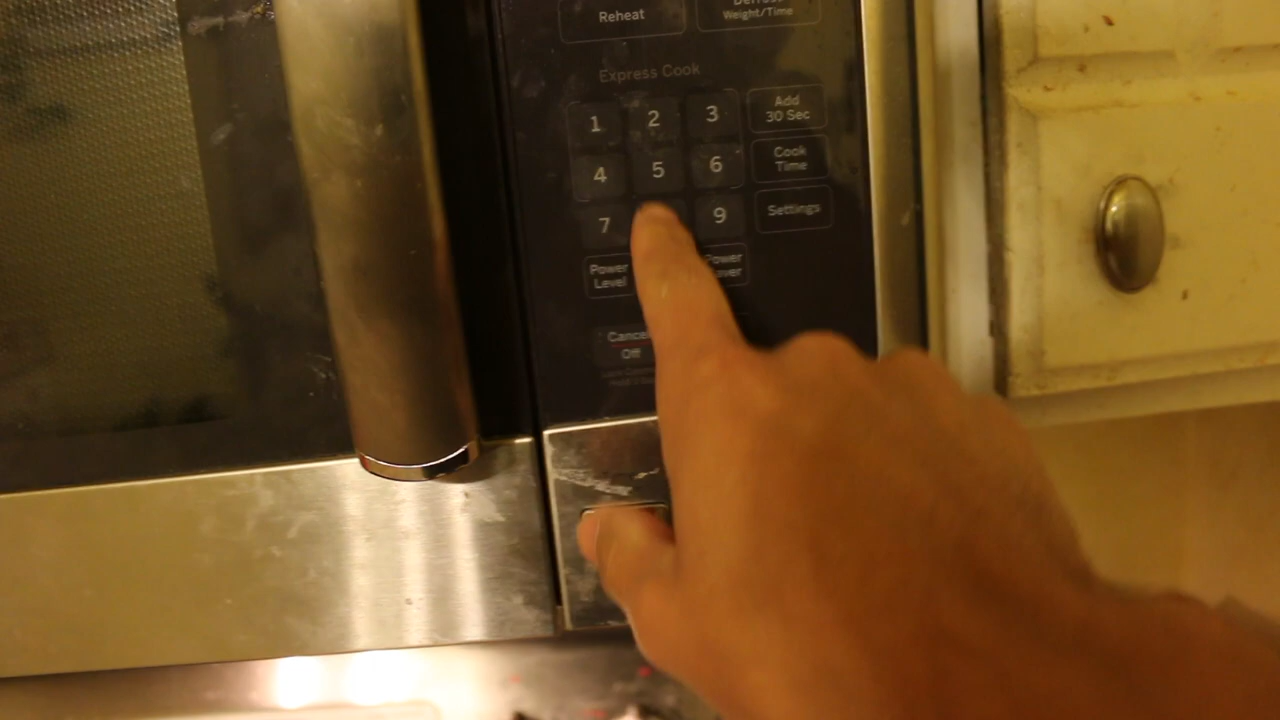 Reheat
Weight/Time
Express Cook
1 2 3 Add
30 Sec
4 5 6 Cook
Time
7 9 Settings
Power
Level
Power
Cancel
Off